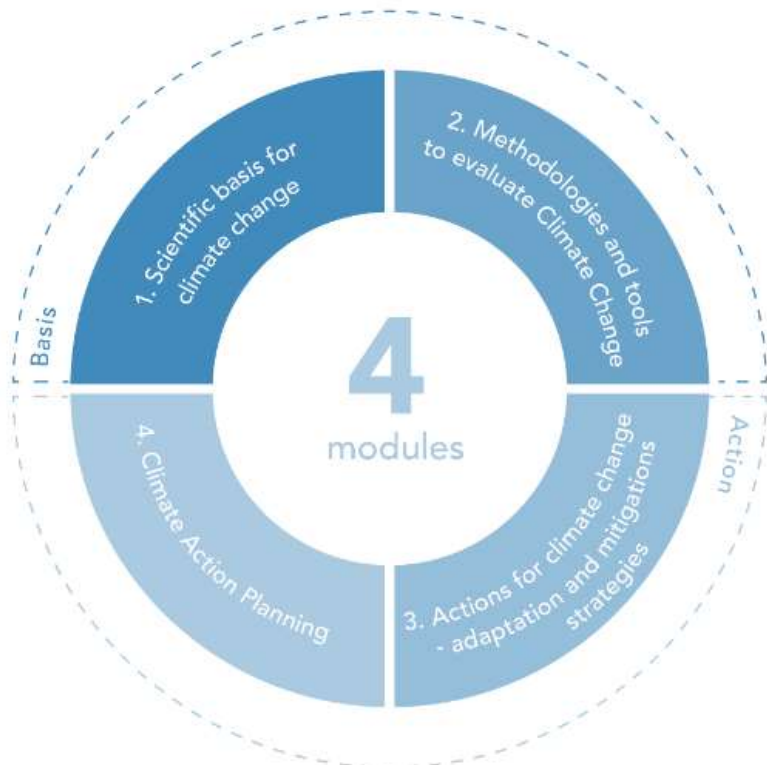 Basis
1. Scientific basis for
climate change
2. Methodologies and tools
to evaluate Climate Change
4
modules
Action
3. Actions for climate change
- adaptation and mitigations
strategies
4. Climate Action Planning